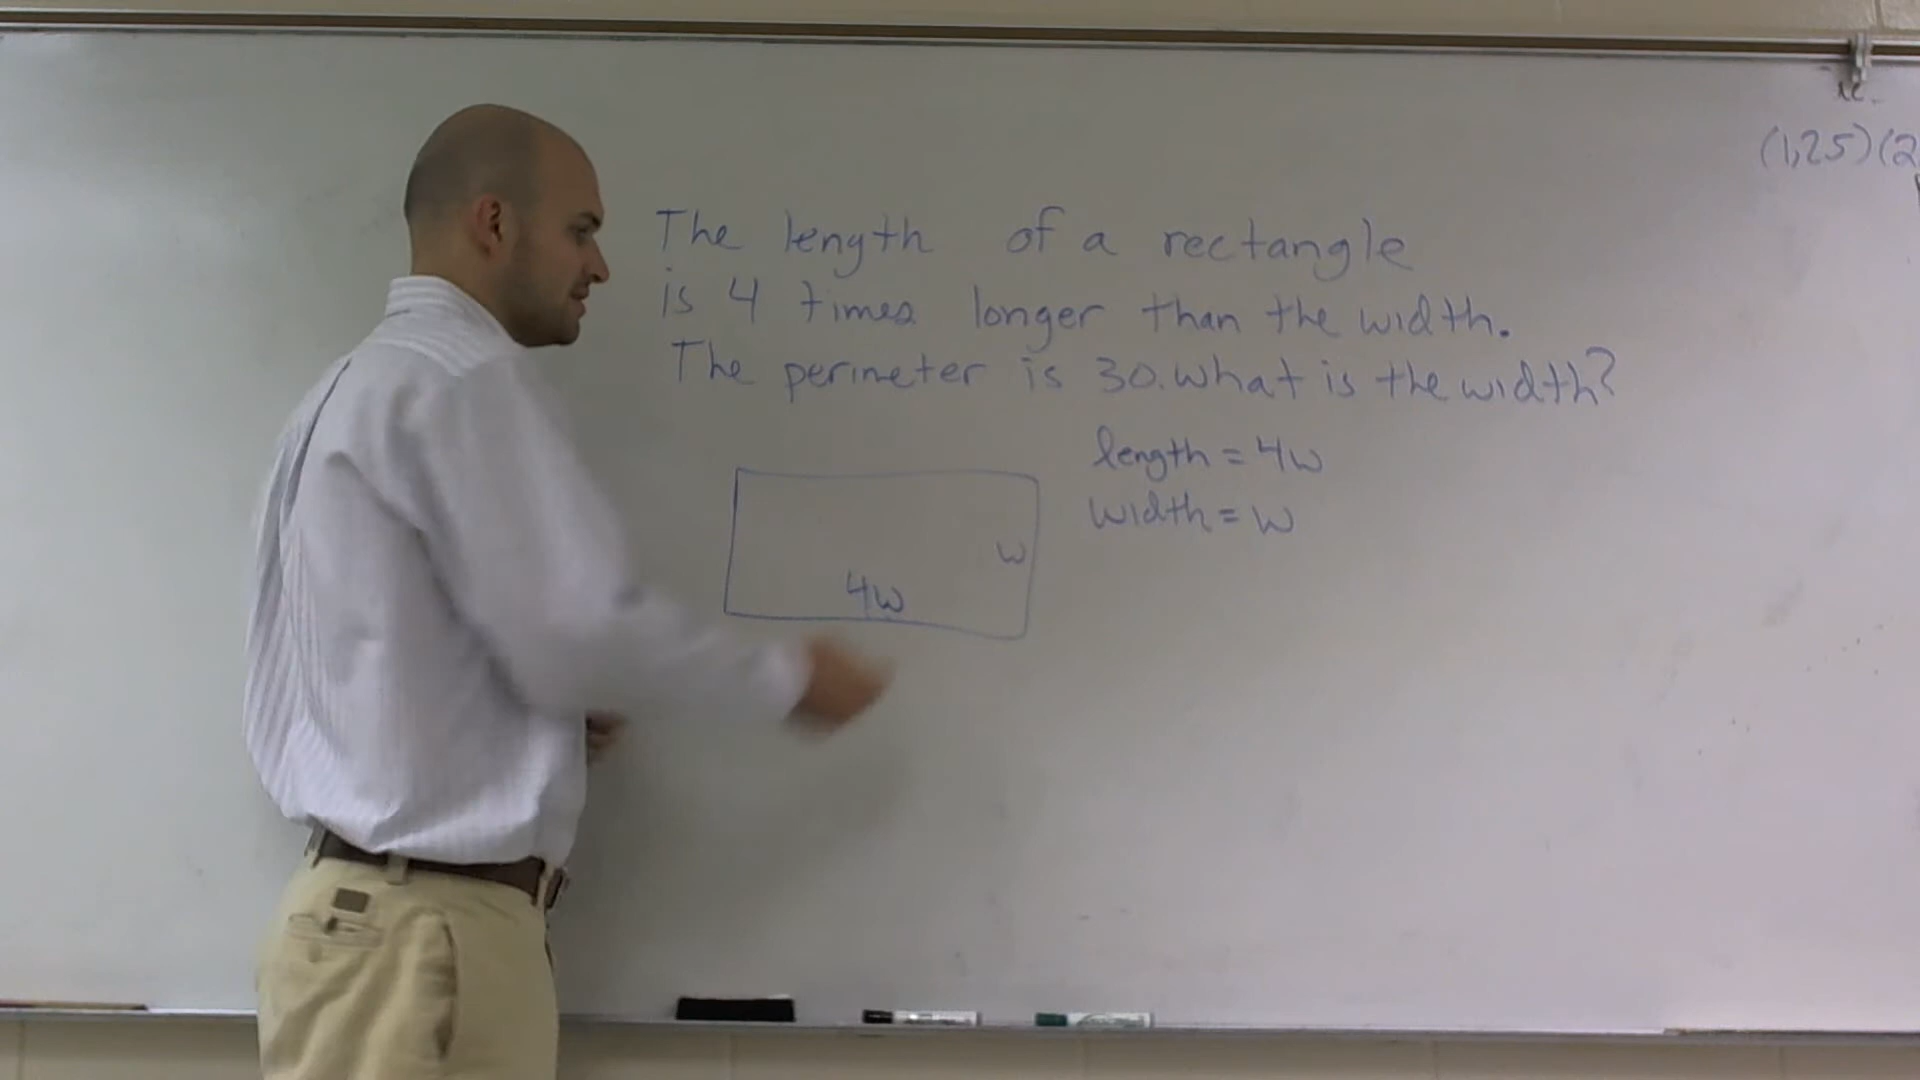 (1,25)(2
The length of a rectangle
is 4 times longer than the width.
The perimeter is 30. What is the width?
length = 4w
width = w
w
4w